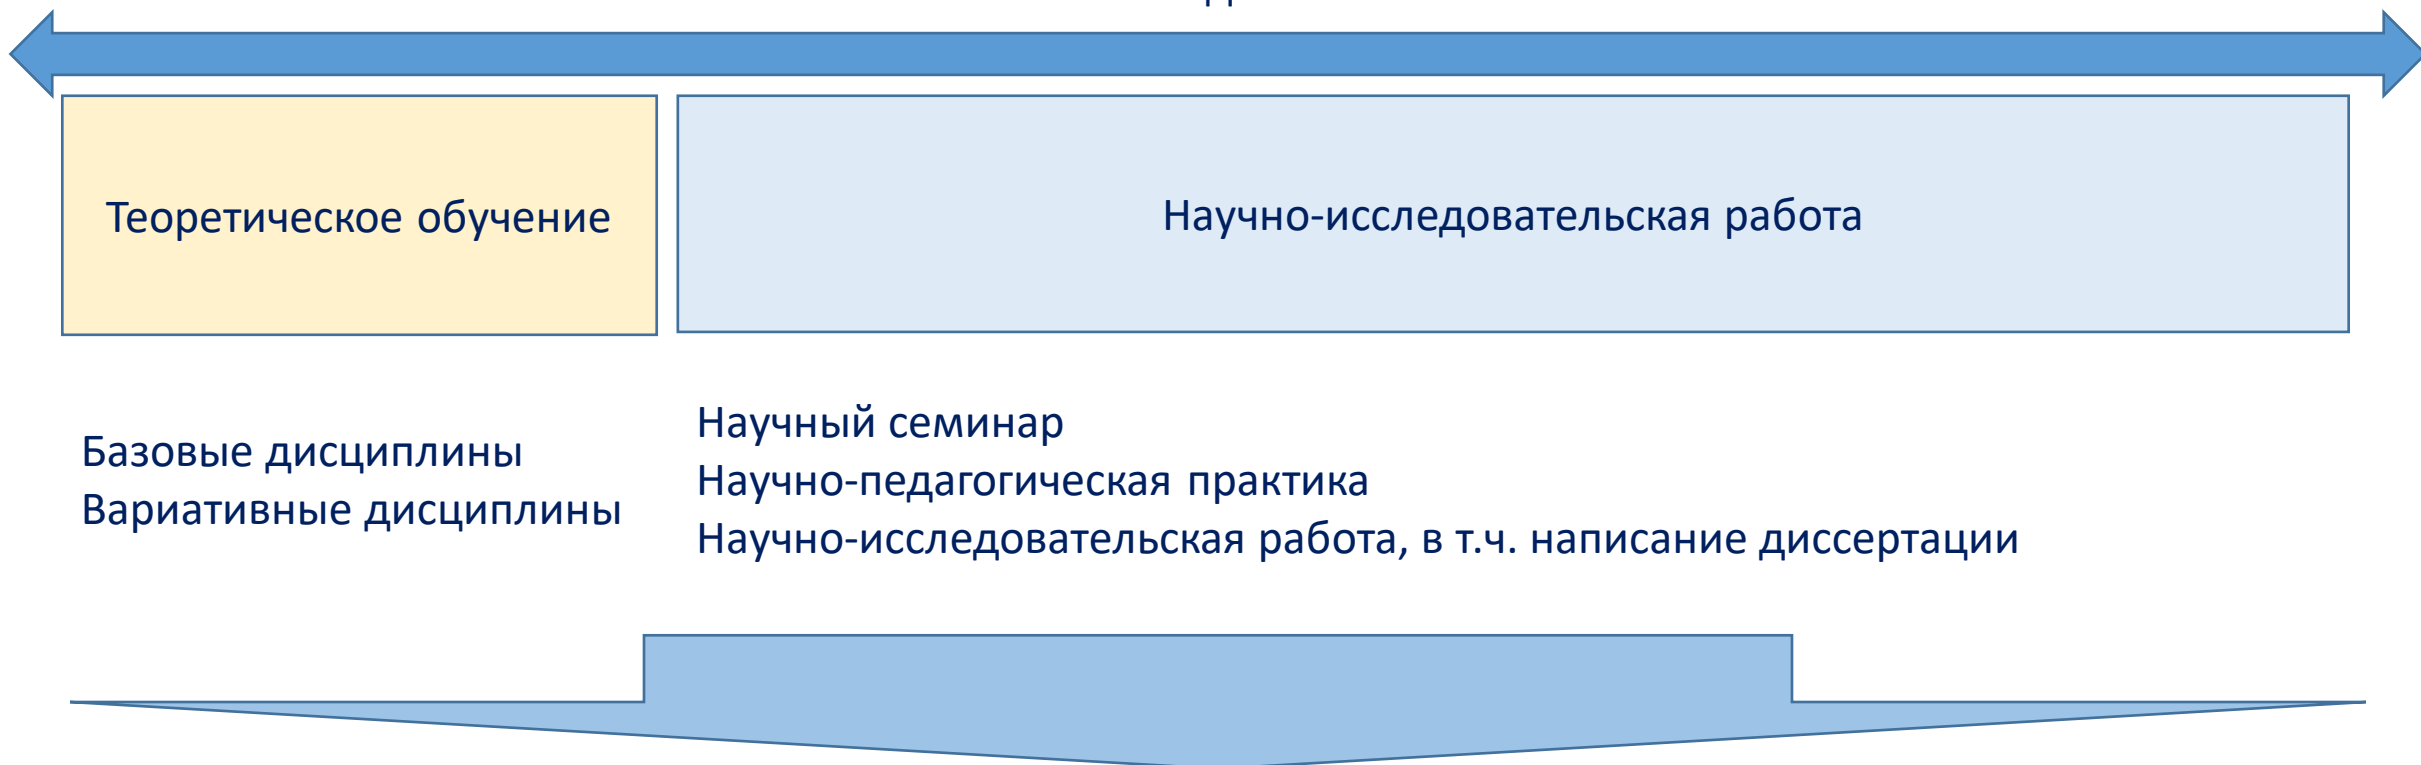 Теоретическое обучение
Научно-исследовательская работа
Базовые дисциплины
Вариативные дисциплины
Научный семинар
Научно-педагогическая практика
Научно-исследовательская работа, в т.ч. написание диссертации